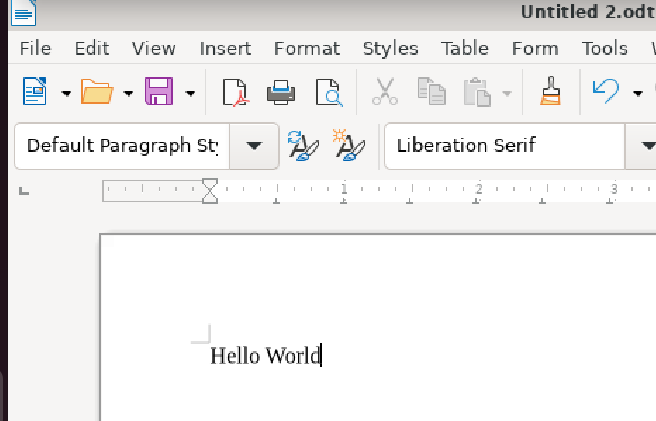 Untitled 2.odt
File Edit View Insert Format Styles Table Form Tools
Default Paragraph Sty Liberation Serif
1 2 3
Hello World